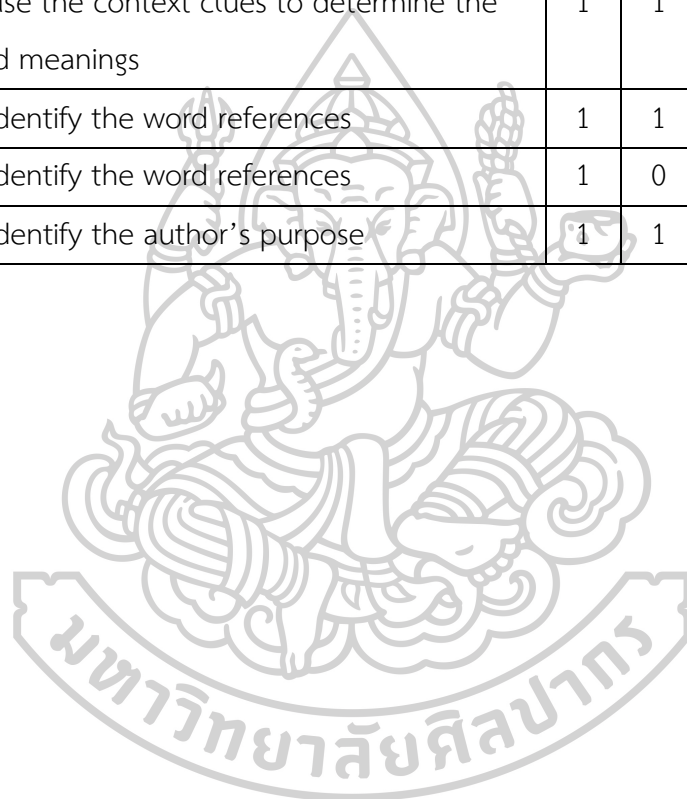 use the context clues to determine the 1 1
d meanings
dentify the word references 1 1
dentify the word references 1 0
dentify the author's purpose 1 1
มหาวิทยาลัยศิลปากร